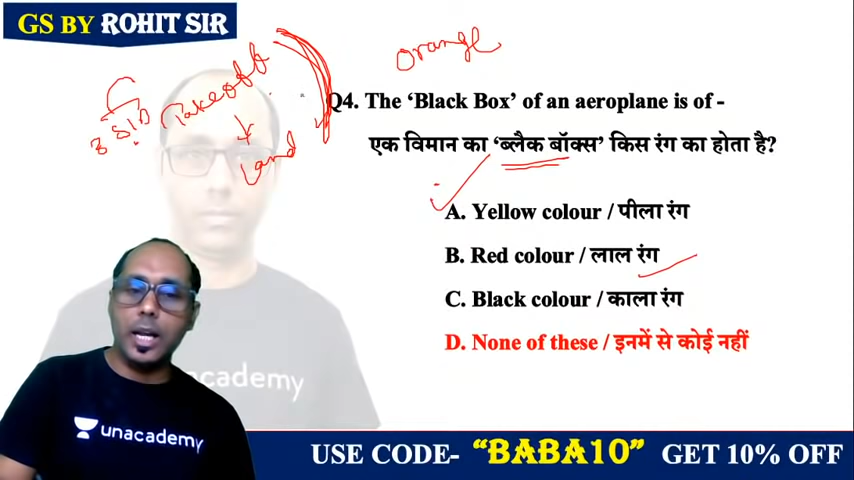 GS BY ROHIT SIR
Orange
Takeoff
Land
Q4. The ‘Black Box’ of an aeroplane is of -
एक विमान का ‘ब्लैक बॉक्स’ किस रंग का होता है?
A. Yellow colour / पीला रंग
B. Red colour / लाल रंग
C. Black colour / काला रंग
D. None of these / इनमें से कोई नहीं
unacademy
academy
USE CODE- “BABA10” GET 10% OFF